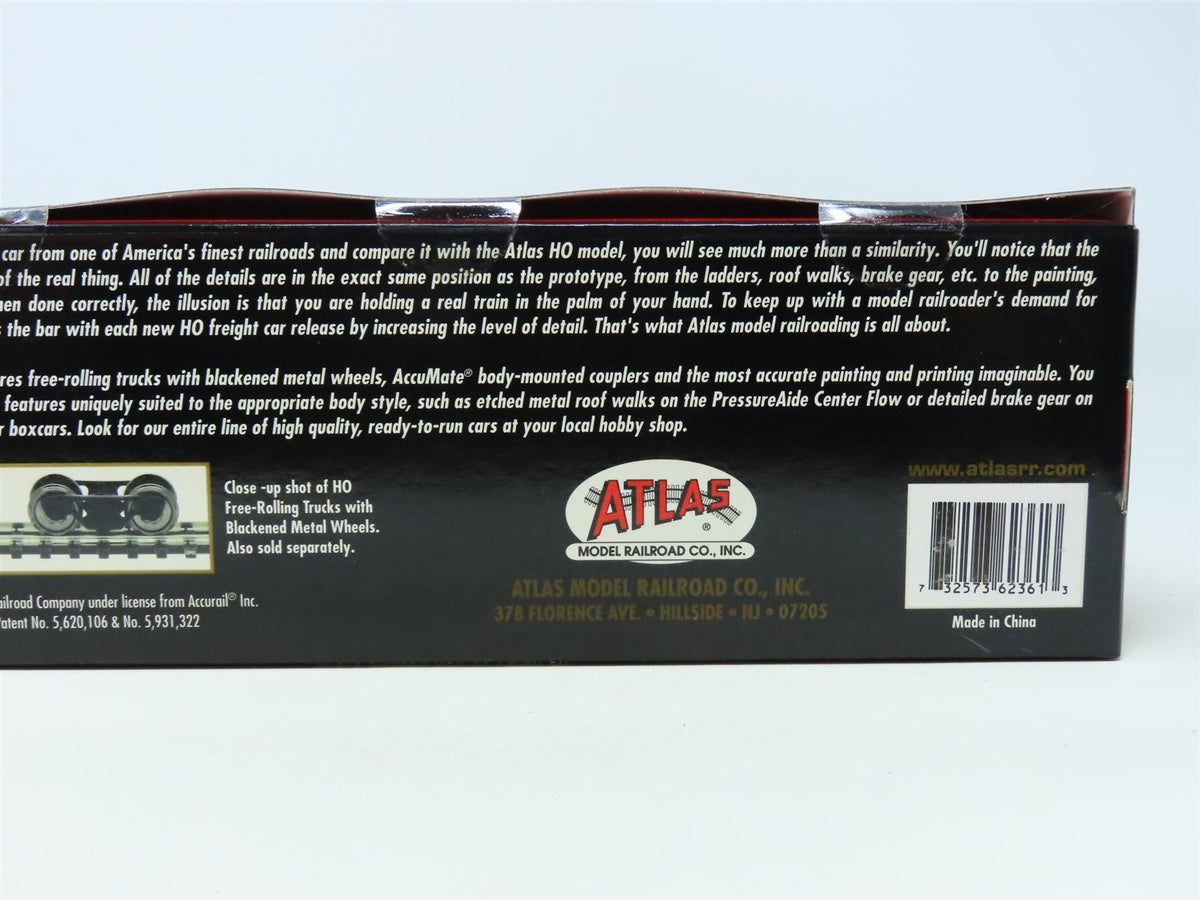 car from one of America's finest railroads and compare it with the Atlas HO model, you will see much more than a similarity. You'll notice that the
of the real thing. All of the details are in the exact same position as the prototype, from the ladders, roof walks, brake gear, etc. to the painting,
hen done correctly, the illusion is that you are holding a real train in the palm of your hand. To keep up with a model railroader's demand for
s the bar with each new HO freight car release by increasing the level of detail. That's what Atlas model railroading is all about.
res free-rolling trucks with blackened metal wheels, AccuMate® body-mounted couplers and the most accurate painting and printing imaginable. You
features uniquely suited to the appropriate body style, such as etched metal roof walks on the PressureAide Center Flow or detailed brake gear on
r boxcars. Look for our entire line of high quality, ready-to-run cars at your local hobby shop.
Close -up shot of HO
Free-Rolling Trucks with
Blackened Metal Wheels.
Also sold separately.
ailroad Company under license from Accurail® Inc.
Patent No. 5,620,106 & No. 5,931,322
ATLAS®
MODEL RAILROAD CO., INC.
ATLAS MODEL RAILROAD CO., INC.
378 FLORENCE AVE. • HILLSIDE • NJ • 07205
www.atlasrr.com
7 32573 62361 3
Made in China